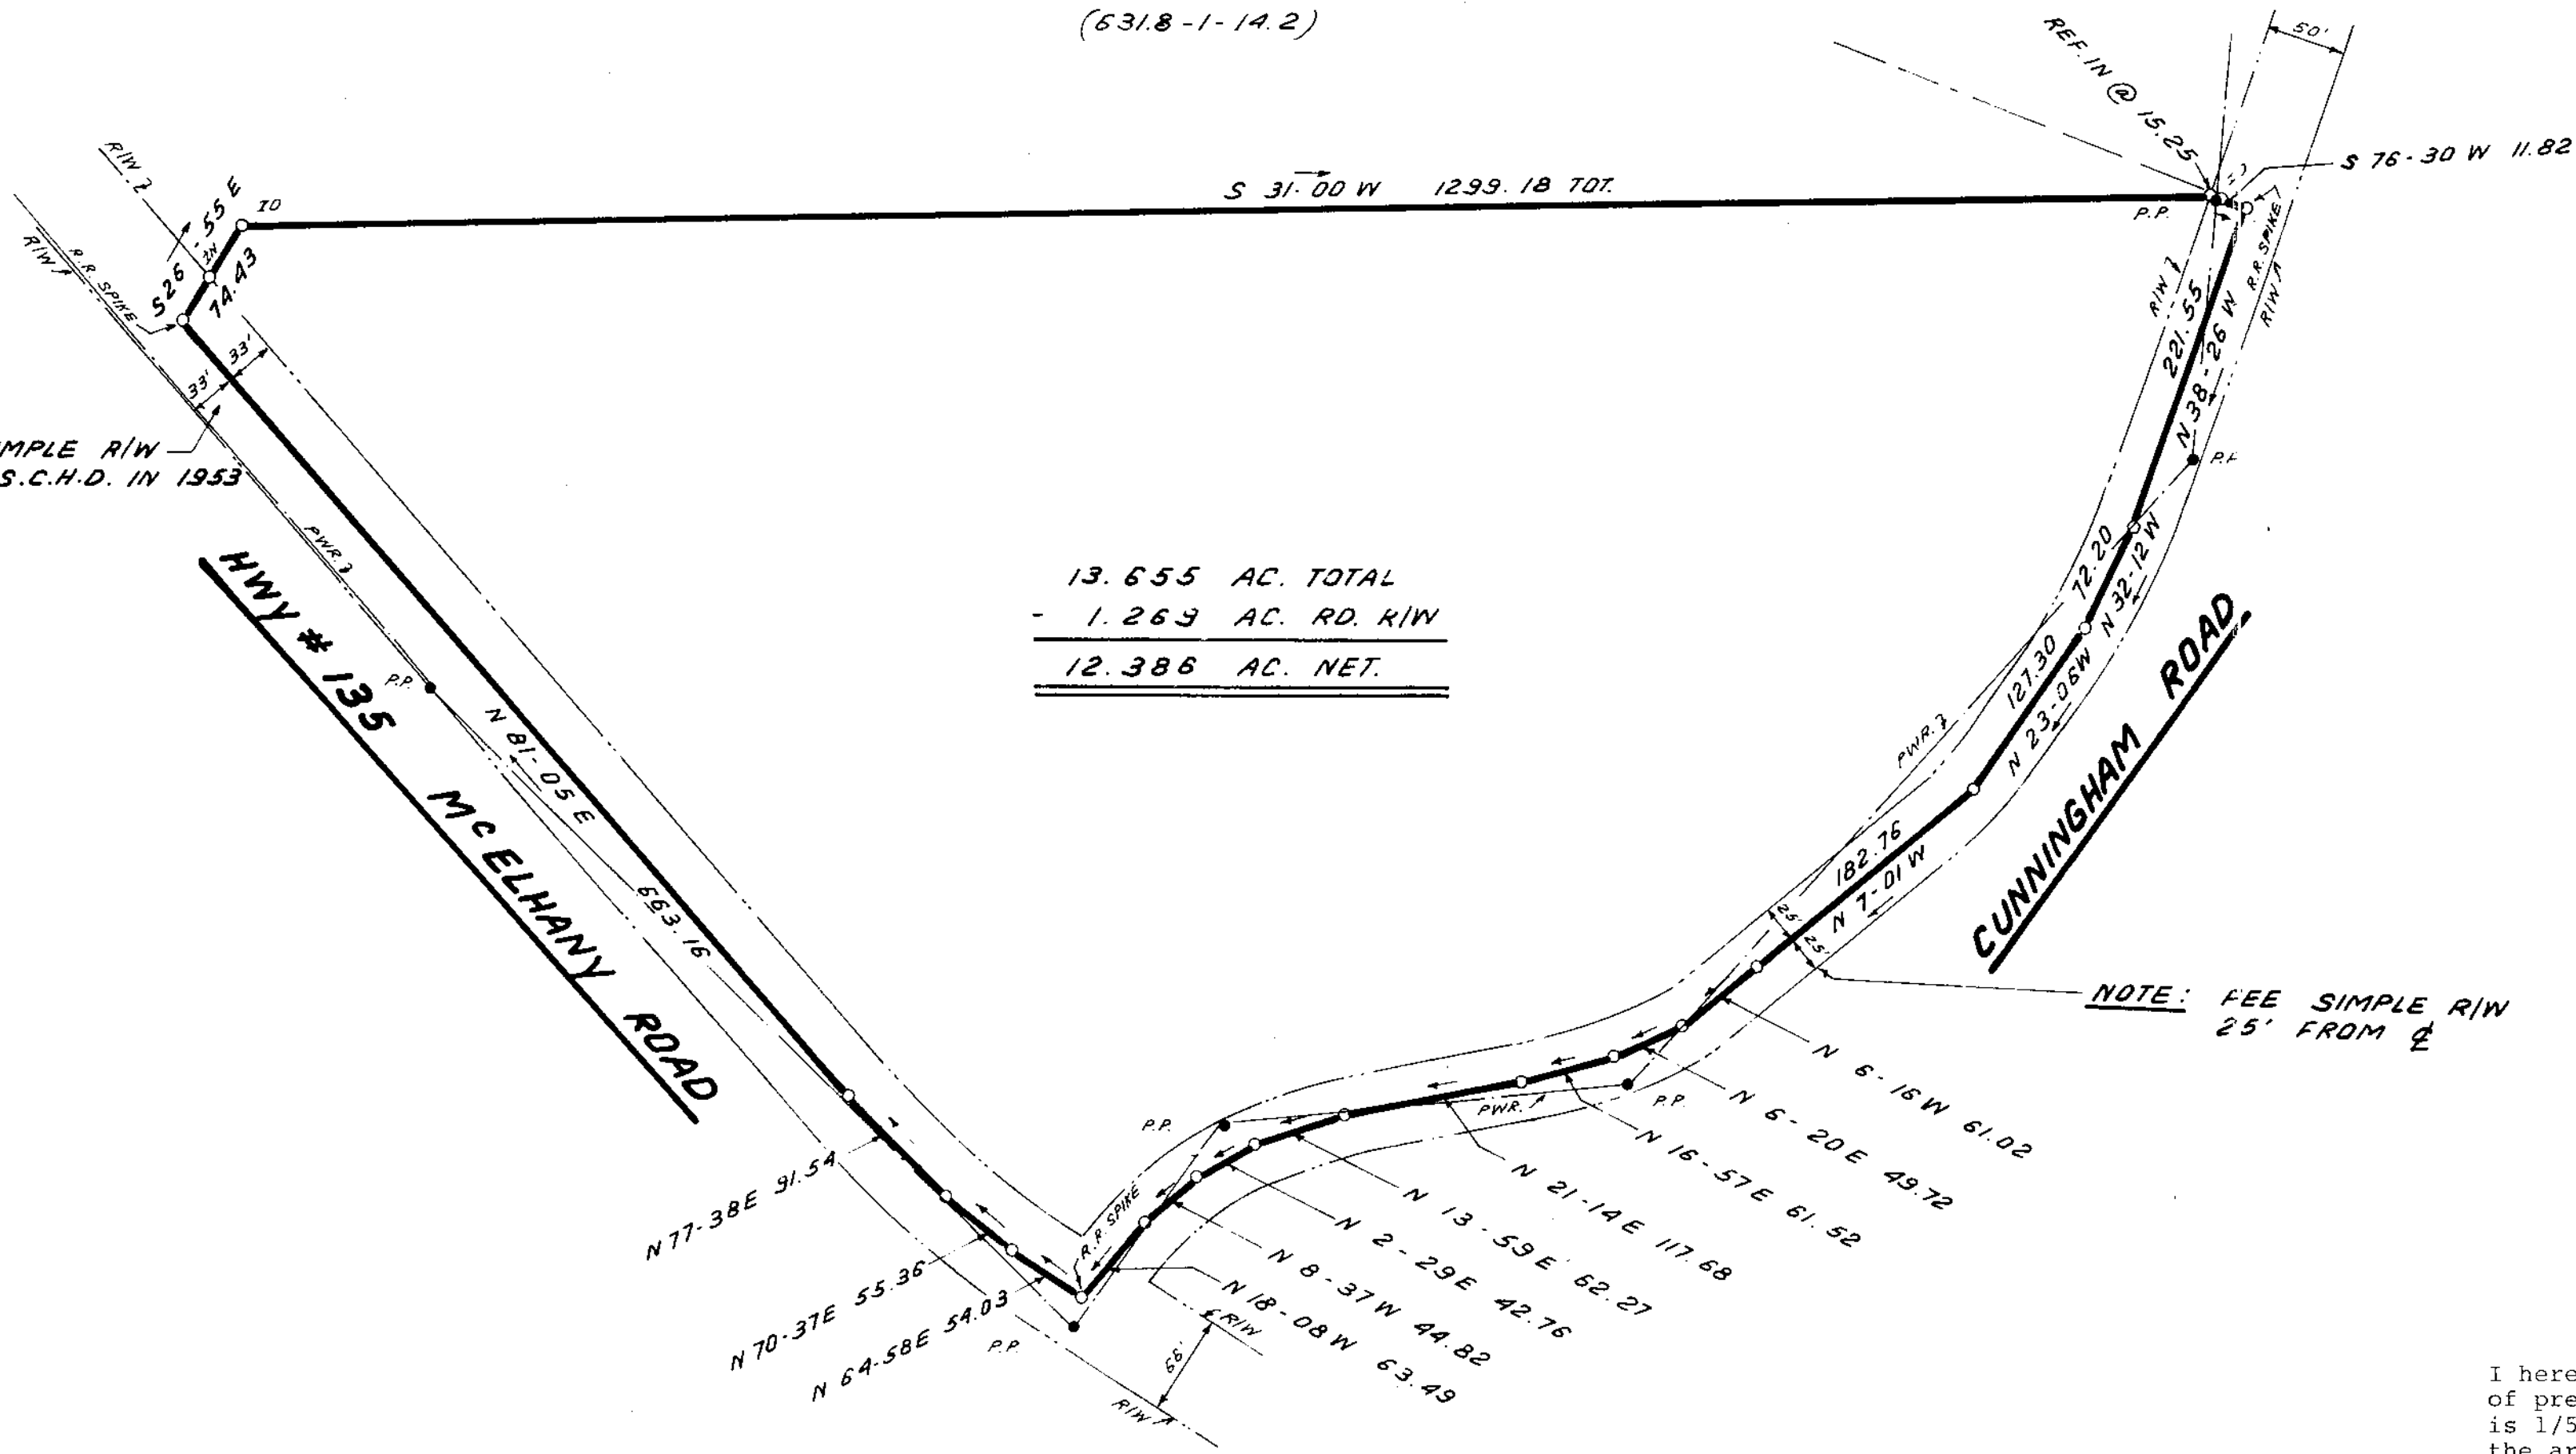 (631.8-1-14.2)
50'
REF. IN @ 15.25
S 76-30 W 11.82
R/W
S 26-55 E
74.43
IO
IN
S 31-00 W 1299.18 TOT.
P.P.
R.R. SPIKE
R/W
R/W
R/W
R.R. SPIKE
R/W
221.55
N 38-26 W
P.P.
33'
33'
MPLE R/W
S.C.H.D. IN 1953
PWR.
HWY # 135 McELHANY ROAD
P.P.
N 81-05 E
663.16
13.655 AC. TOTAL
- 1.269 AC. RD. R/W
12.386 AC. NET.
72.20
N 32-12 W
127.30
N 23-06 W
PWR.
182.76
N 7-01 W
25'
25'
CUNNINGHAM ROAD
NOTE: FEE SIMPLE R/W
25' FROM ℄
N 6-16 W 61.02
N 6-20 E 49.72
P.P.
N 16-57 E 61.52
PWR.
N 21-14 E 117.68
P.P.
N 13-59 E 62.27
N 2-29 E 42.76
N 8-37 W 44.82
N 18-08 W 63.49
R.R. SPIKE
N 77-38 E 91.54
N 70-37 E 55.36
N 64-58 E 54.03
P.P.
℄ R/W
66'
R/W
I here
of pre
is 1/5
the ar